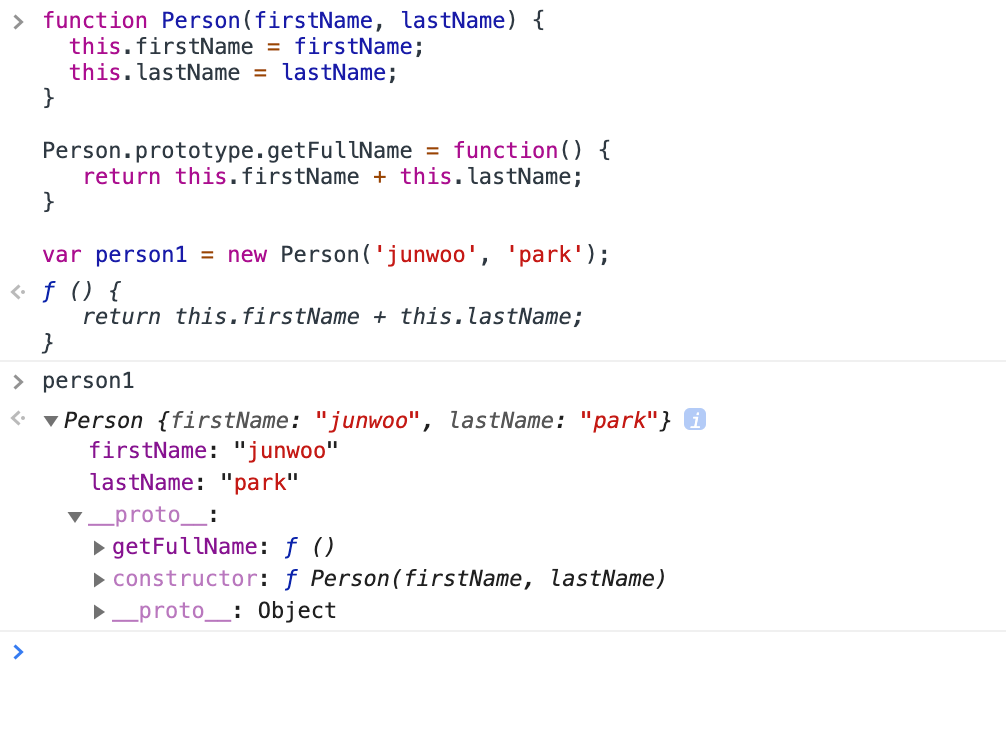 > function Person(firstName, lastName) {
    this.firstName = firstName;
    this.lastName = lastName;
  }
  Person.prototype.getFullName = function() {
     return this.firstName + this.lastName;
  }
  var person1 = new Person('junwoo', 'park');
ƒ () {
     return this.firstName + this.lastName;
  }
> person1
▼Person {firstName: "junwoo", lastName: "park"} i
firstName: "junwoo"
lastName: "park"
▼__proto__:
▶getFullName: ƒ ()
▶constructor: ƒ Person(firstName, lastName)
▶__proto__: Object
>